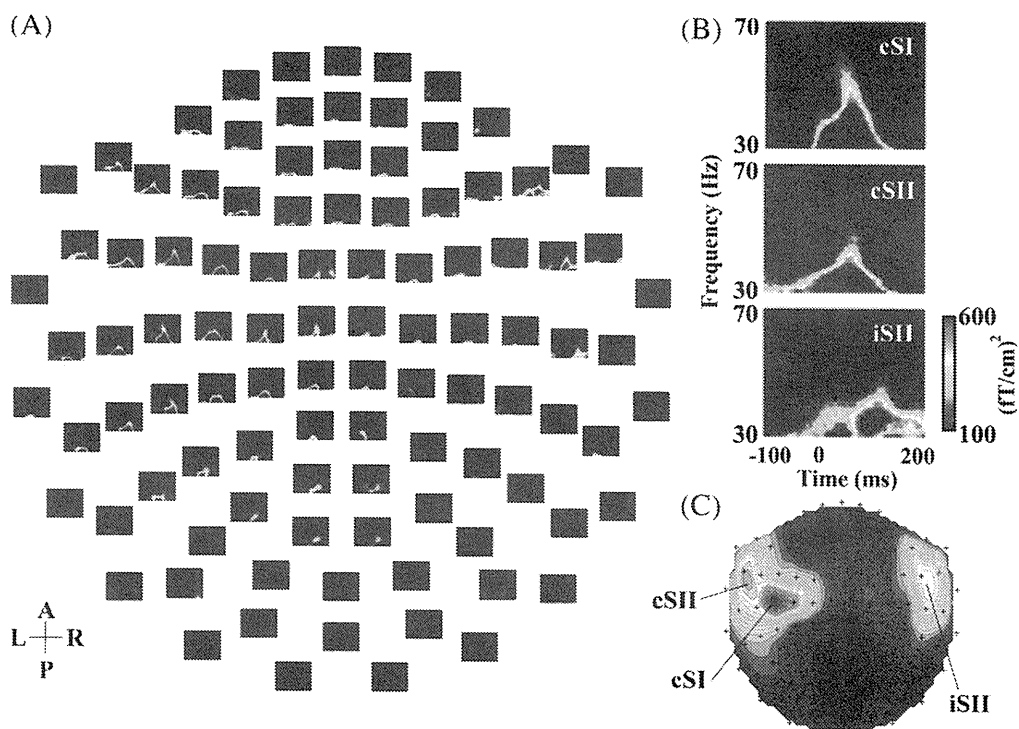 (A)
A
L R
P
(B)
70
cSI
30
70
cSII
30
70
iSII
30
Frequency (Hz)
-100 0 200
Time (ms)
600
100
(fT/cm)²
(C)
cSII
cSI
iSII